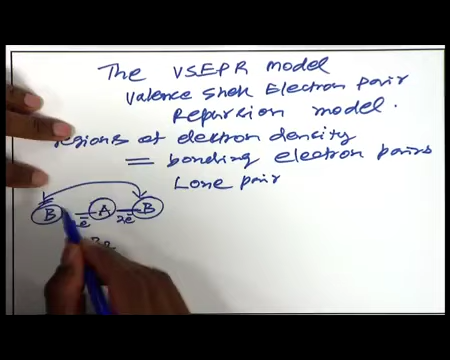 The VSEPR model
Valence Shell Electron pair
Repulsion model.
regions of electron density
= bonding electron pairs
Lone pair
B A B
2e 2e